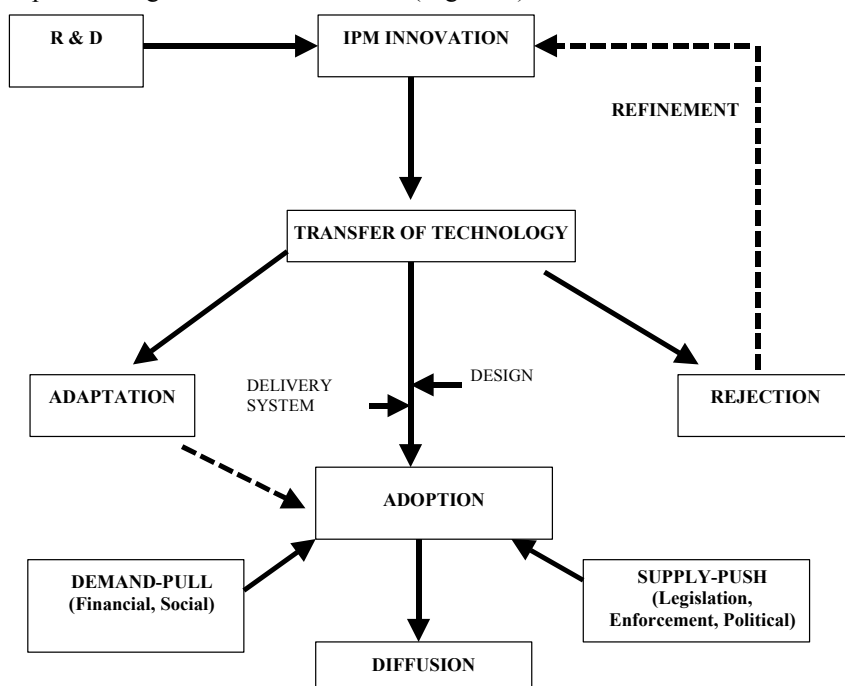 R & D
IPM INNOVATION
REFINEMENT
TRANSFER OF TECHNOLOGY
DESIGN
DELIVERY
SYSTEM
ADAPTATION
REJECTION
ADOPTION
DEMAND-PULL
(Financial, Social)
SUPPLY-PUSH
(Legislation,
Enforcement, Political)
DIFFUSION